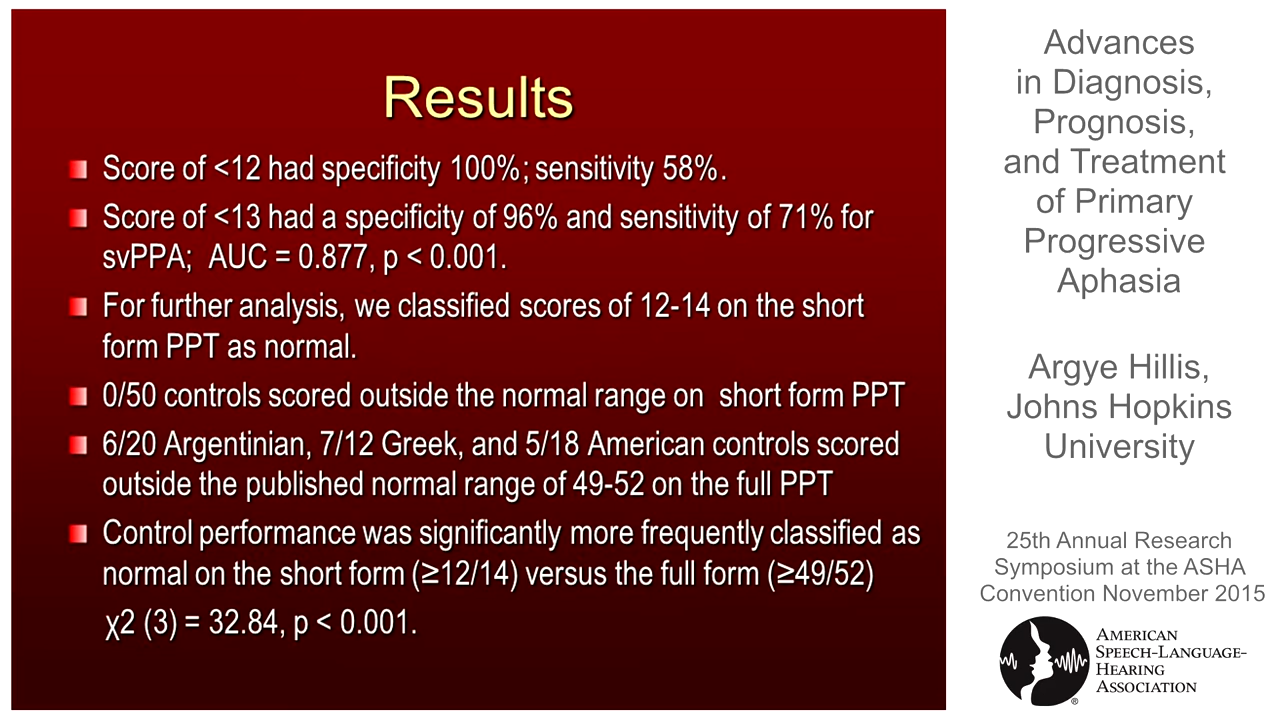 Results
Score of <12 had specificity 100%; sensitivity 58%.
Score of <13 had a specificity of 96% and sensitivity of 71% for
svPPA; AUC = 0.877, p < 0.001.
For further analysis, we classified scores of 12-14 on the short
form PPT as normal.
0/50 controls scored outside the normal range on short form PPT
6/20 Argentinian, 7/12 Greek, and 5/18 American controls scored
outside the published normal range of 49-52 on the full PPT
Control performance was significantly more frequently classified as
normal on the short form (≥12/14) versus the full form (≥49/52)
χ2 (3) = 32.84, p < 0.001.
Advances
in Diagnosis,
Prognosis,
and Treatment
of Primary
Progressive
Aphasia
Argye Hillis,
Johns Hopkins
University
25th Annual Research
Symposium at the ASHA
Convention November 2015
AMERICAN
SPEECH-LANGUAGE-
HEARING
ASSOCIATION
®